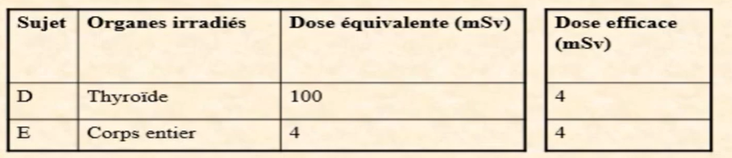 Sujet Organes irradiés Dose équivalente (mSv) Dose efficace
(mSv)
D Thyroïde 100 4
E Corps entier 4 4